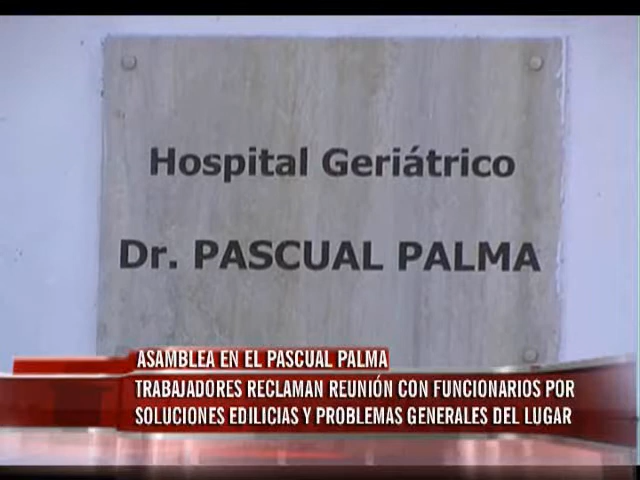 Hospital Geriátrico
Dr. PASCUAL PALMA
ASAMBLEA EN EL PASCUAL PALMA
TRABAJADORES RECLAMAN REUNIÓN CON FUNCIONARIOS POR
SOLUCIONES EDILICIAS Y PROBLEMAS GENERALES DEL LUGAR